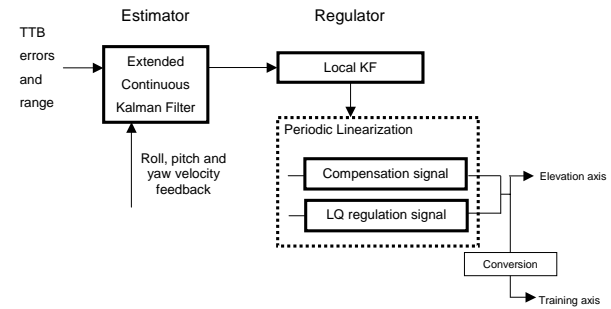 Estimator
Regulator
TTB
errors
and
range
Extended
Continuous
Kalman Filter
Local KF
Periodic Linearization
Roll, pitch and
yaw velocity
feedback
Compensation signal
LQ regulation signal
Elevation axis
Conversion
Training axis